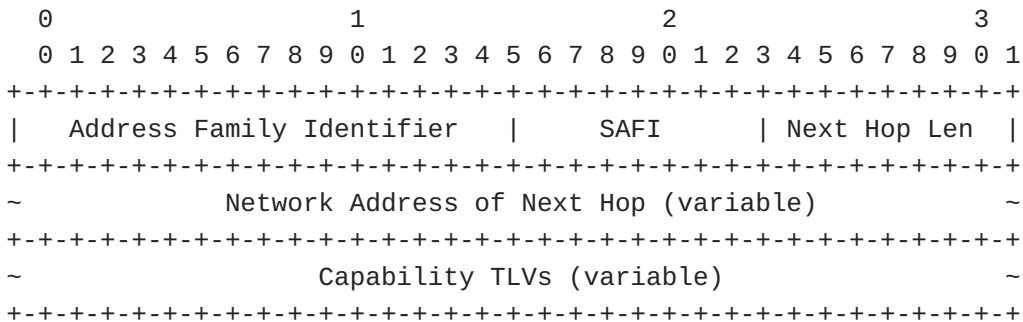 0                   1                   2                   3
  0 1 2 3 4 5 6 7 8 9 0 1 2 3 4 5 6 7 8 9 0 1 2 3 4 5 6 7 8 9 0 1
+-+-+-+-+-+-+-+-+-+-+-+-+-+-+-+-+-+-+-+-+-+-+-+-+-+-+-+-+-+-+-+-+
|   Address Family Identifier   |     SAFI      | Next Hop Len  |
+-+-+-+-+-+-+-+-+-+-+-+-+-+-+-+-+-+-+-+-+-+-+-+-+-+-+-+-+-+-+-+-+
~             Network Address of Next Hop (variable)            ~
+-+-+-+-+-+-+-+-+-+-+-+-+-+-+-+-+-+-+-+-+-+-+-+-+-+-+-+-+-+-+-+-+
~                   Capability TLVs (variable)                  ~
+-+-+-+-+-+-+-+-+-+-+-+-+-+-+-+-+-+-+-+-+-+-+-+-+-+-+-+-+-+-+-+-+